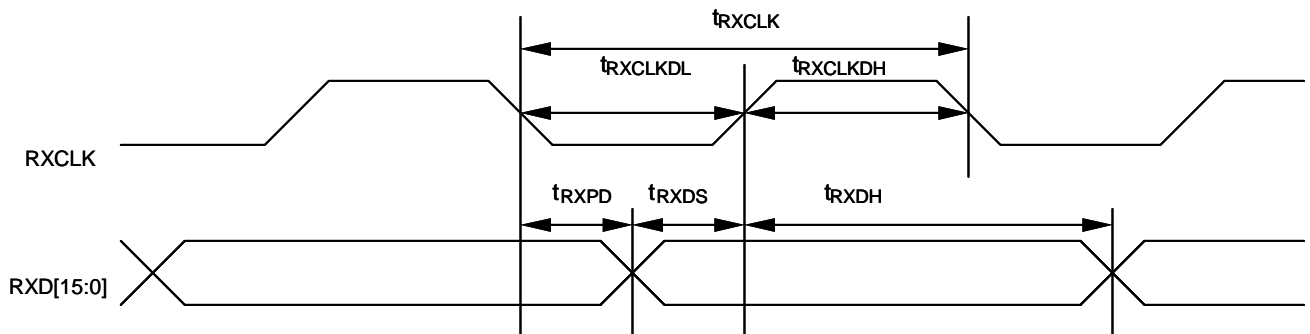 tRXCLK
tRXCLKDL
tRXCLKDH
RXCLK
tRXPD
tRXDS
tRXDH
RXD[15:0]